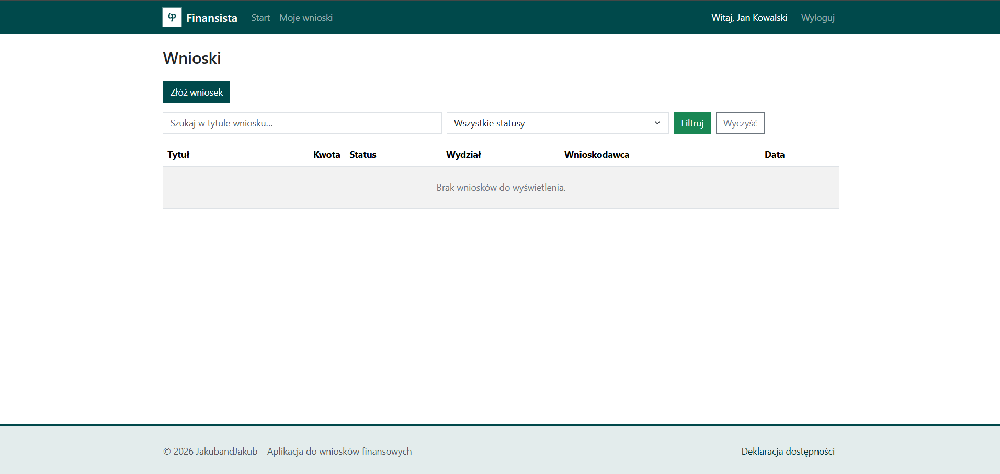 Finansista Start Moje wnioski Witaj, Jan Kowalski Wyloguj
Wnioski
Złóż wniosek
Szukaj w tytule wniosku... Wszystkie statusy Filtruj Wyczyść
Tytuł Kwota Status Wydział Wnioskodawca Data
Brak wniosków do wyświetlenia.
© 2026 JakubandJakub – Aplikacja do wniosków finansowych Deklaracja dostępności